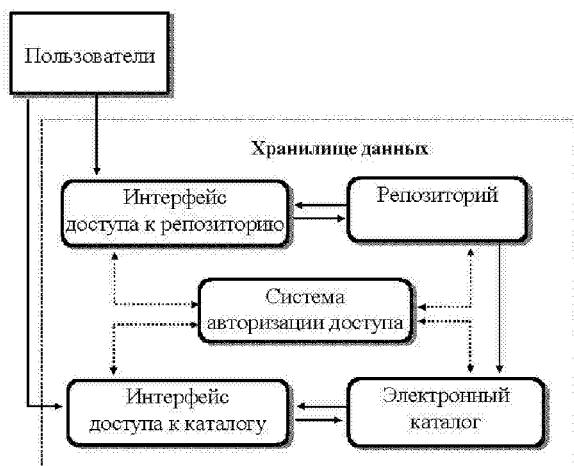 Пользователи
Хранилище данных
Интерфейс
доступа к репозиторию
Репозиторий
Система
авторизации доступа
Интерфейс
доступа к каталогу
Электронный
каталог